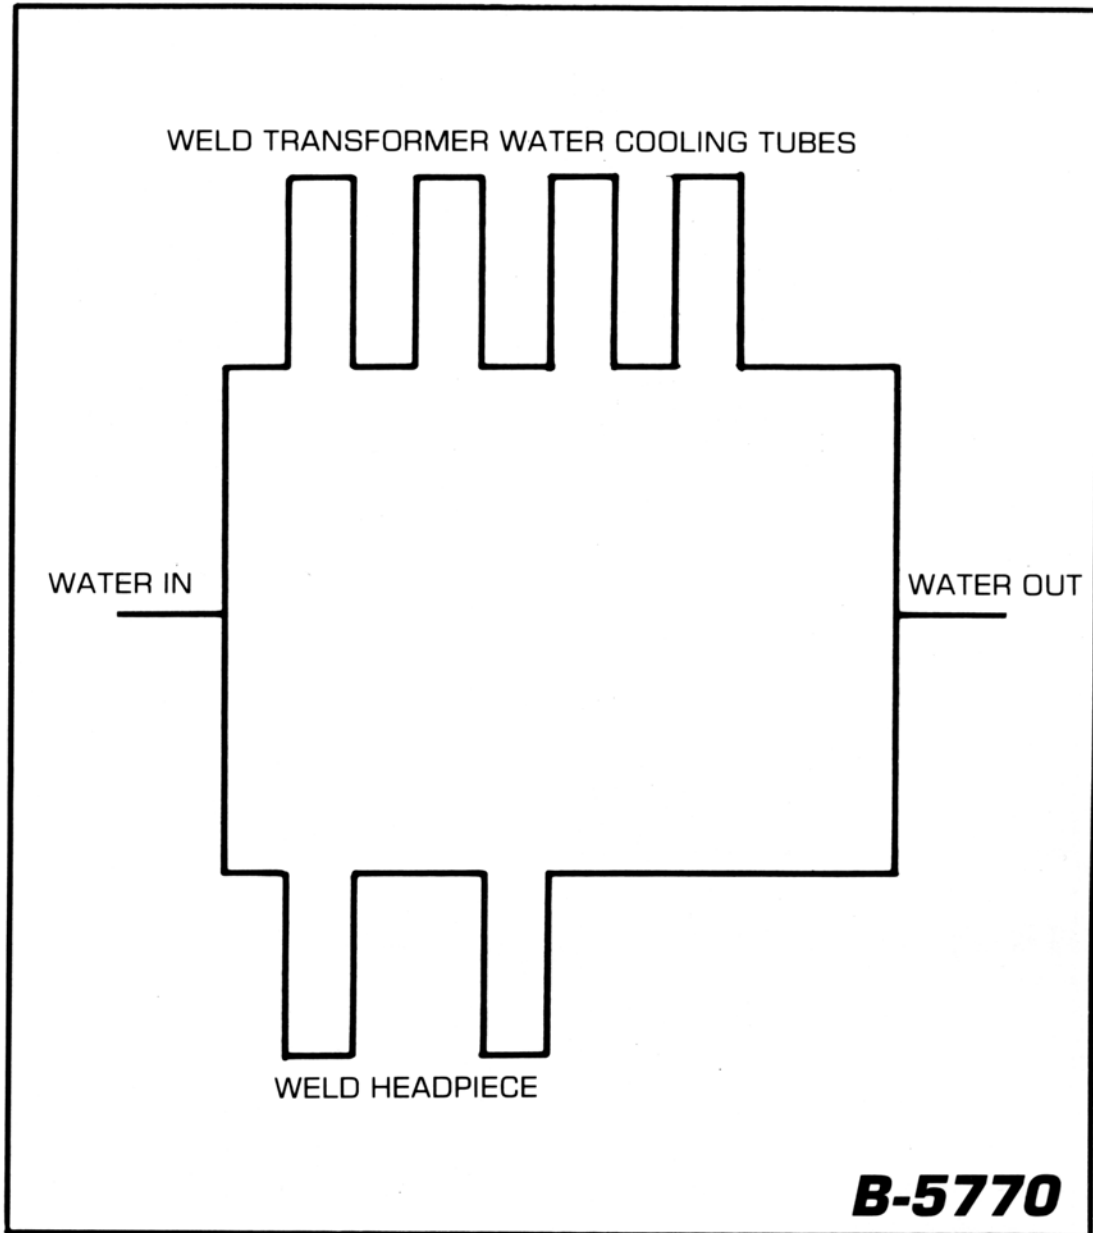 WELD TRANSFORMER WATER COOLING TUBES
WATER IN
WATER OUT
WELD HEADPIECE
B-5770